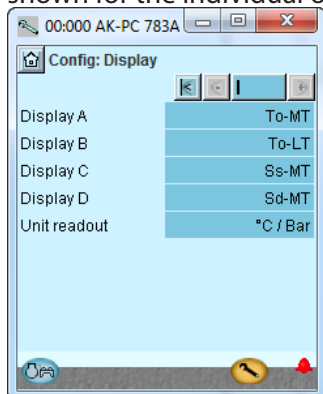 shown for the individual o
00:000 AK-PC 783A
Config: Display
Display A To-MT
Display B To-LT
Display C Ss-MT
Display D Sd-MT
Unit readout °C / Bar